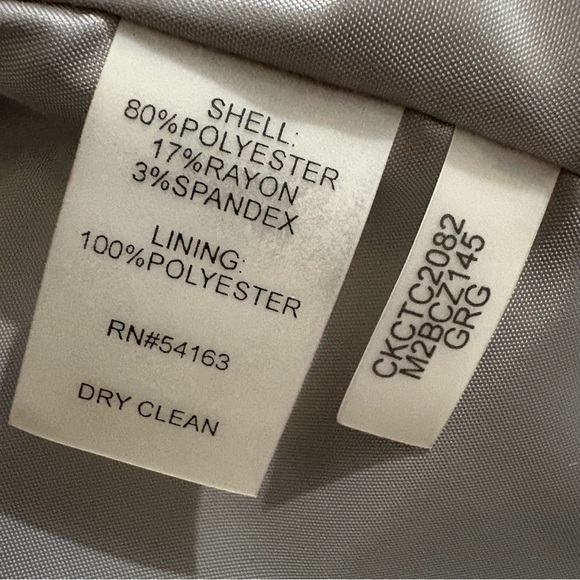 SHELL:
80%POLYESTER
17%RAYON
3%SPANDEX
LINING:
100%POLYESTER
RN#54163
DRY CLEAN
CKCTC2082
M2BCZ145
GRG